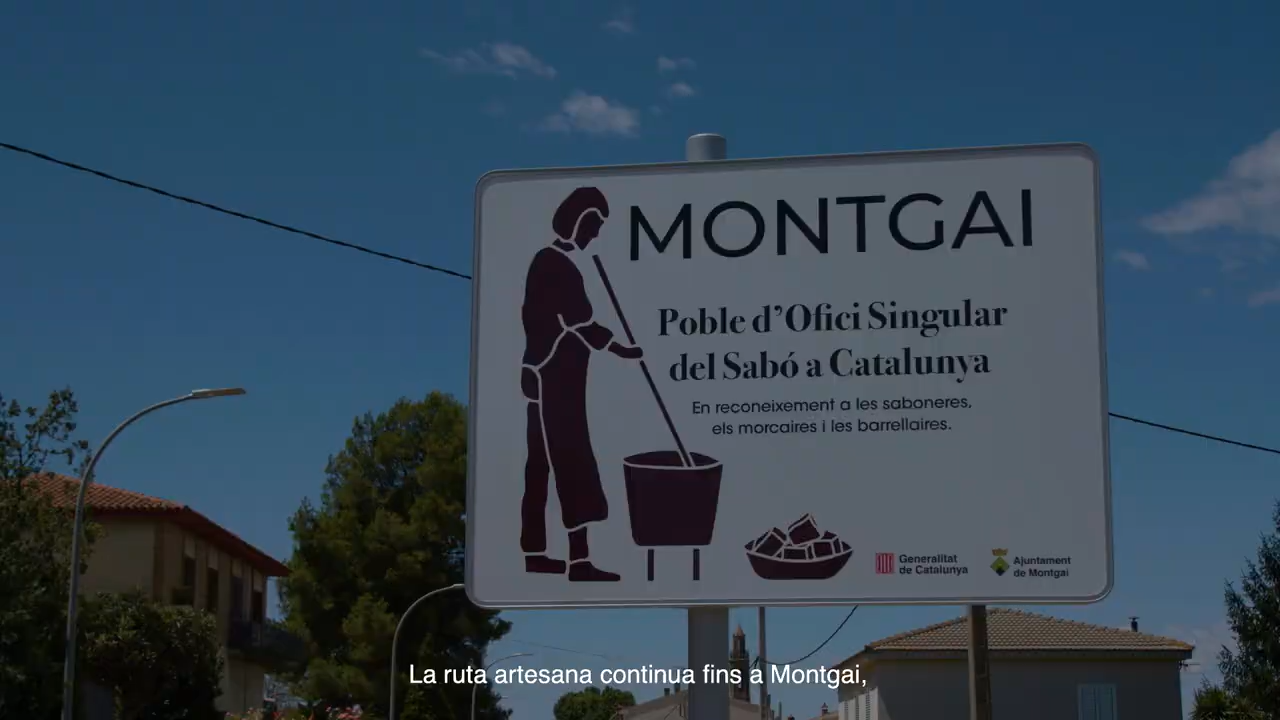 MONTGAI
Poble d'Ofici Singular
del Sabó a Catalunya
En reconeixement a les saboneres,
els morcaires i les barrellaires.
Generalitat
de Catalunya
Ajuntament
de Montgai
La ruta artesana continua fins a Montgai,